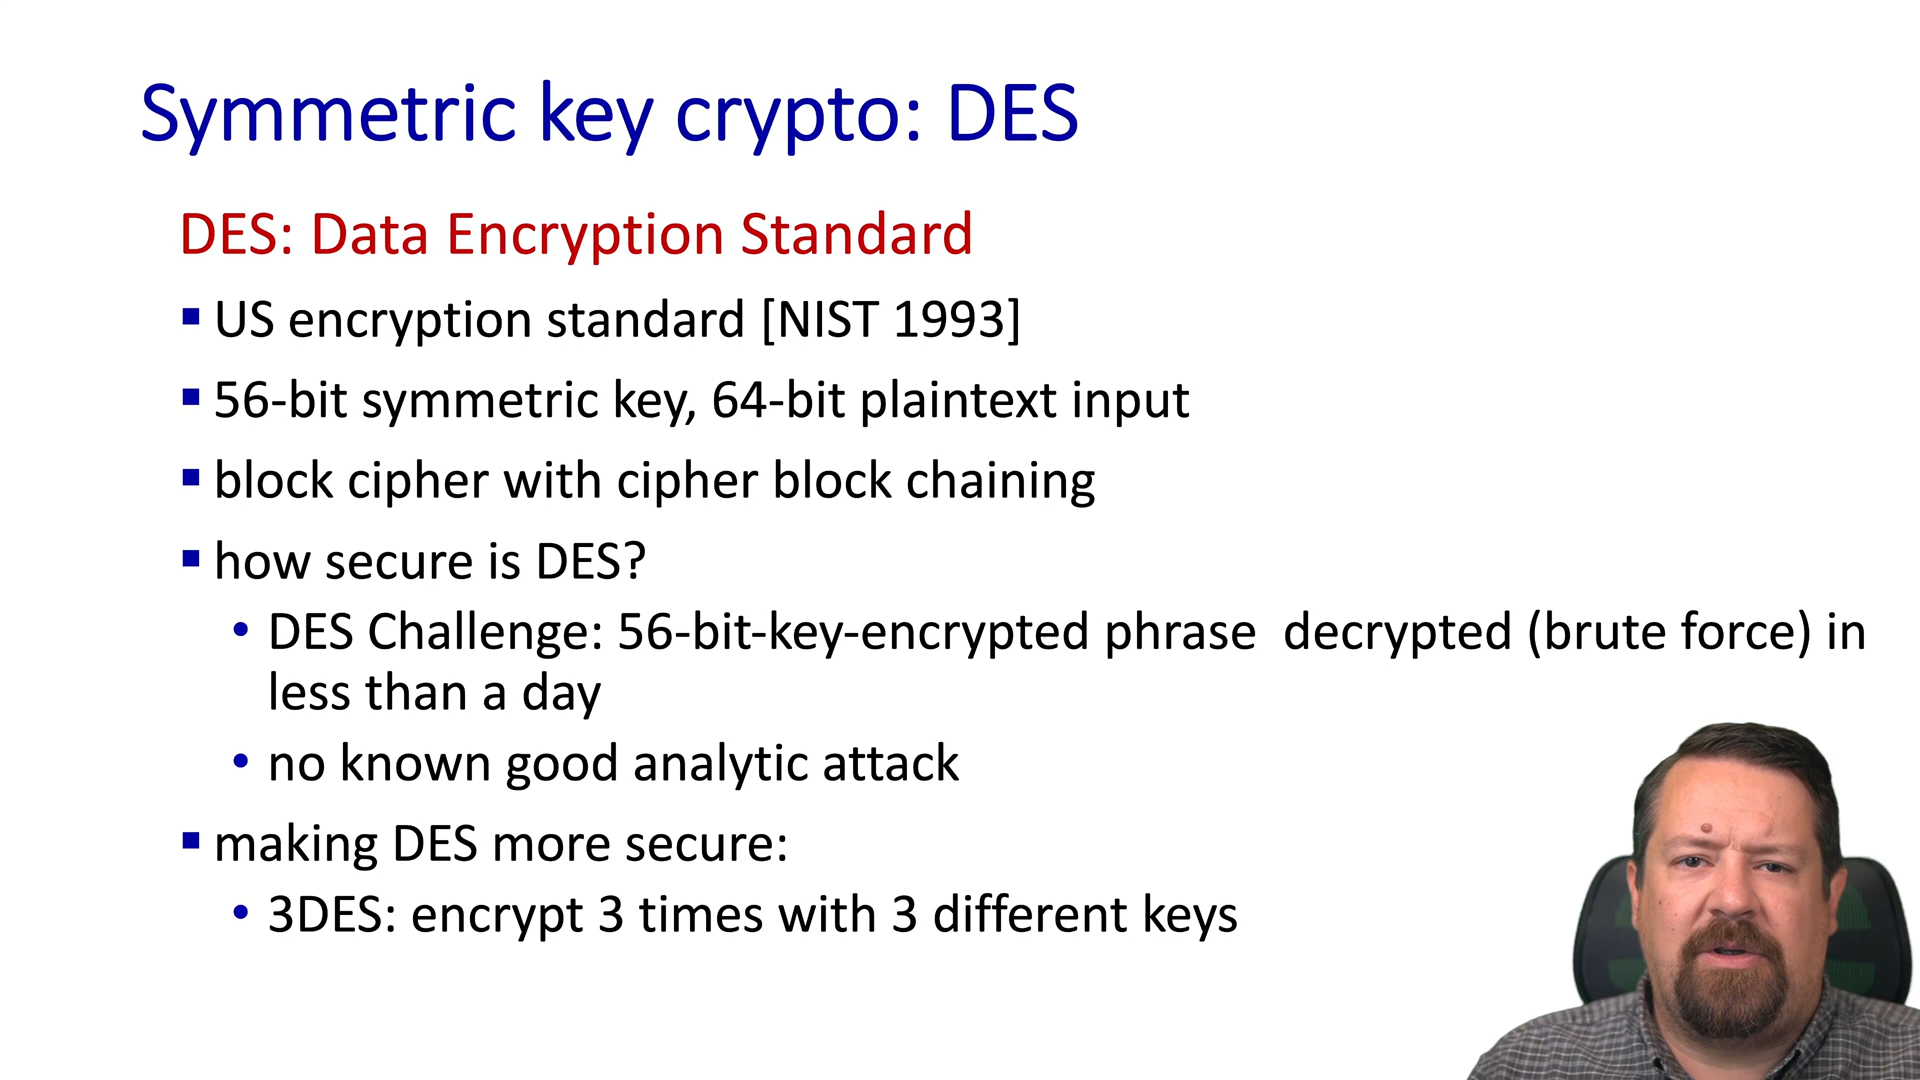 Symmetric key crypto: DES
DES: Data Encryption Standard
▪ US encryption standard [NIST 1993]
▪ 56-bit symmetric key, 64-bit plaintext input
▪ block cipher with cipher block chaining
▪ how secure is DES?
• DES Challenge: 56-bit-key-encrypted phrase  decrypted (brute force) in
less than a day
• no known good analytic attack
▪ making DES more secure:
• 3DES: encrypt 3 times with 3 different keys